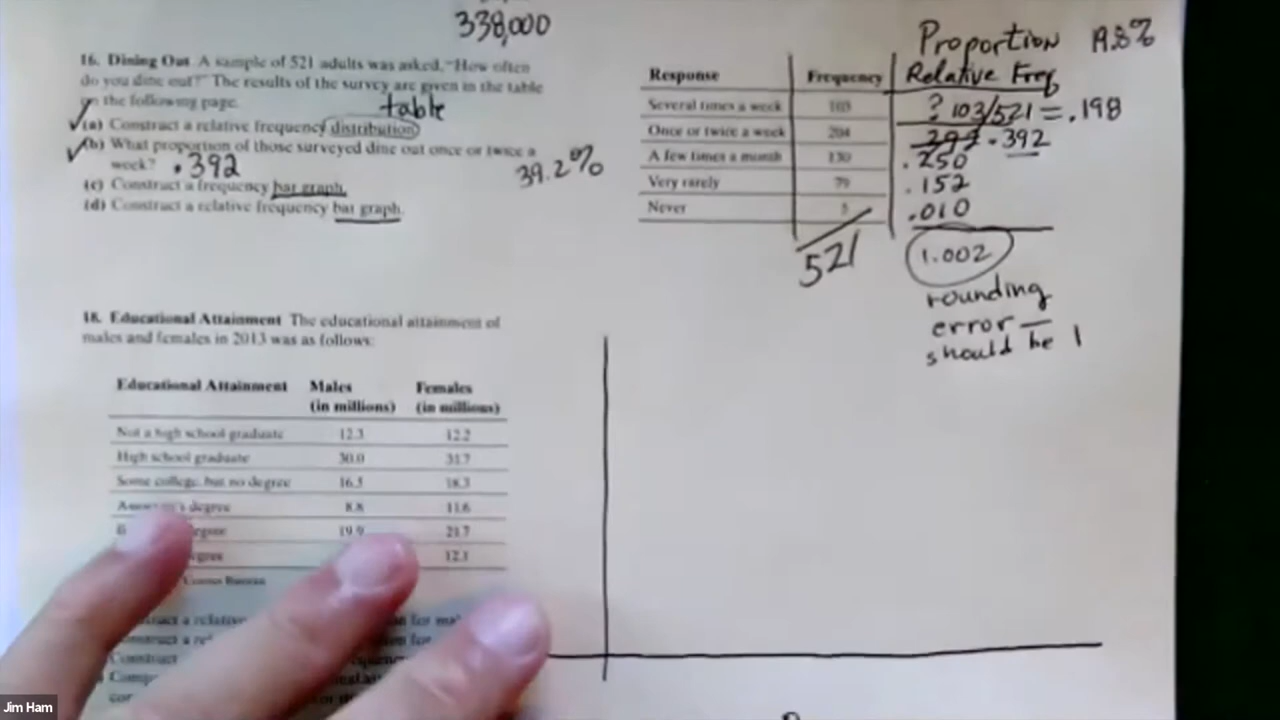 338,000
16. Dining Out A sample of 521 adults was asked, "How often
do you dine out?" The results of the survey are given in the table
on the following page.
table
(a) Construct a relative frequency distribution.
(b) What proportion of those surveyed dine out once or twice a
week? .392
39.2%
(c) Construct a frequency bar graph.
(d) Construct a relative frequency bar graph.
Proportion 19.8%
Response Frequency Relative Freq
Several times a week 103 ? 103/521 = .198
Once or twice a week 204 .392
A few times a month 130 .250
Very rarely 79 .152
Never 5 .010
521 1.002
rounding
error —
should be 1
18. Educational Attainment The educational attainment of
males and females in 2013 was as follows:
Educational Attainment Males Females
(in millions) (in millions)
Not a high school graduate 12.3 12.2
High school graduate 30.0 31.7
Some college, but no degree 16.5 18.3
degree 8.8 11.6
degree 19.9 21.7
12.1
Census Bureau
Jim Ham